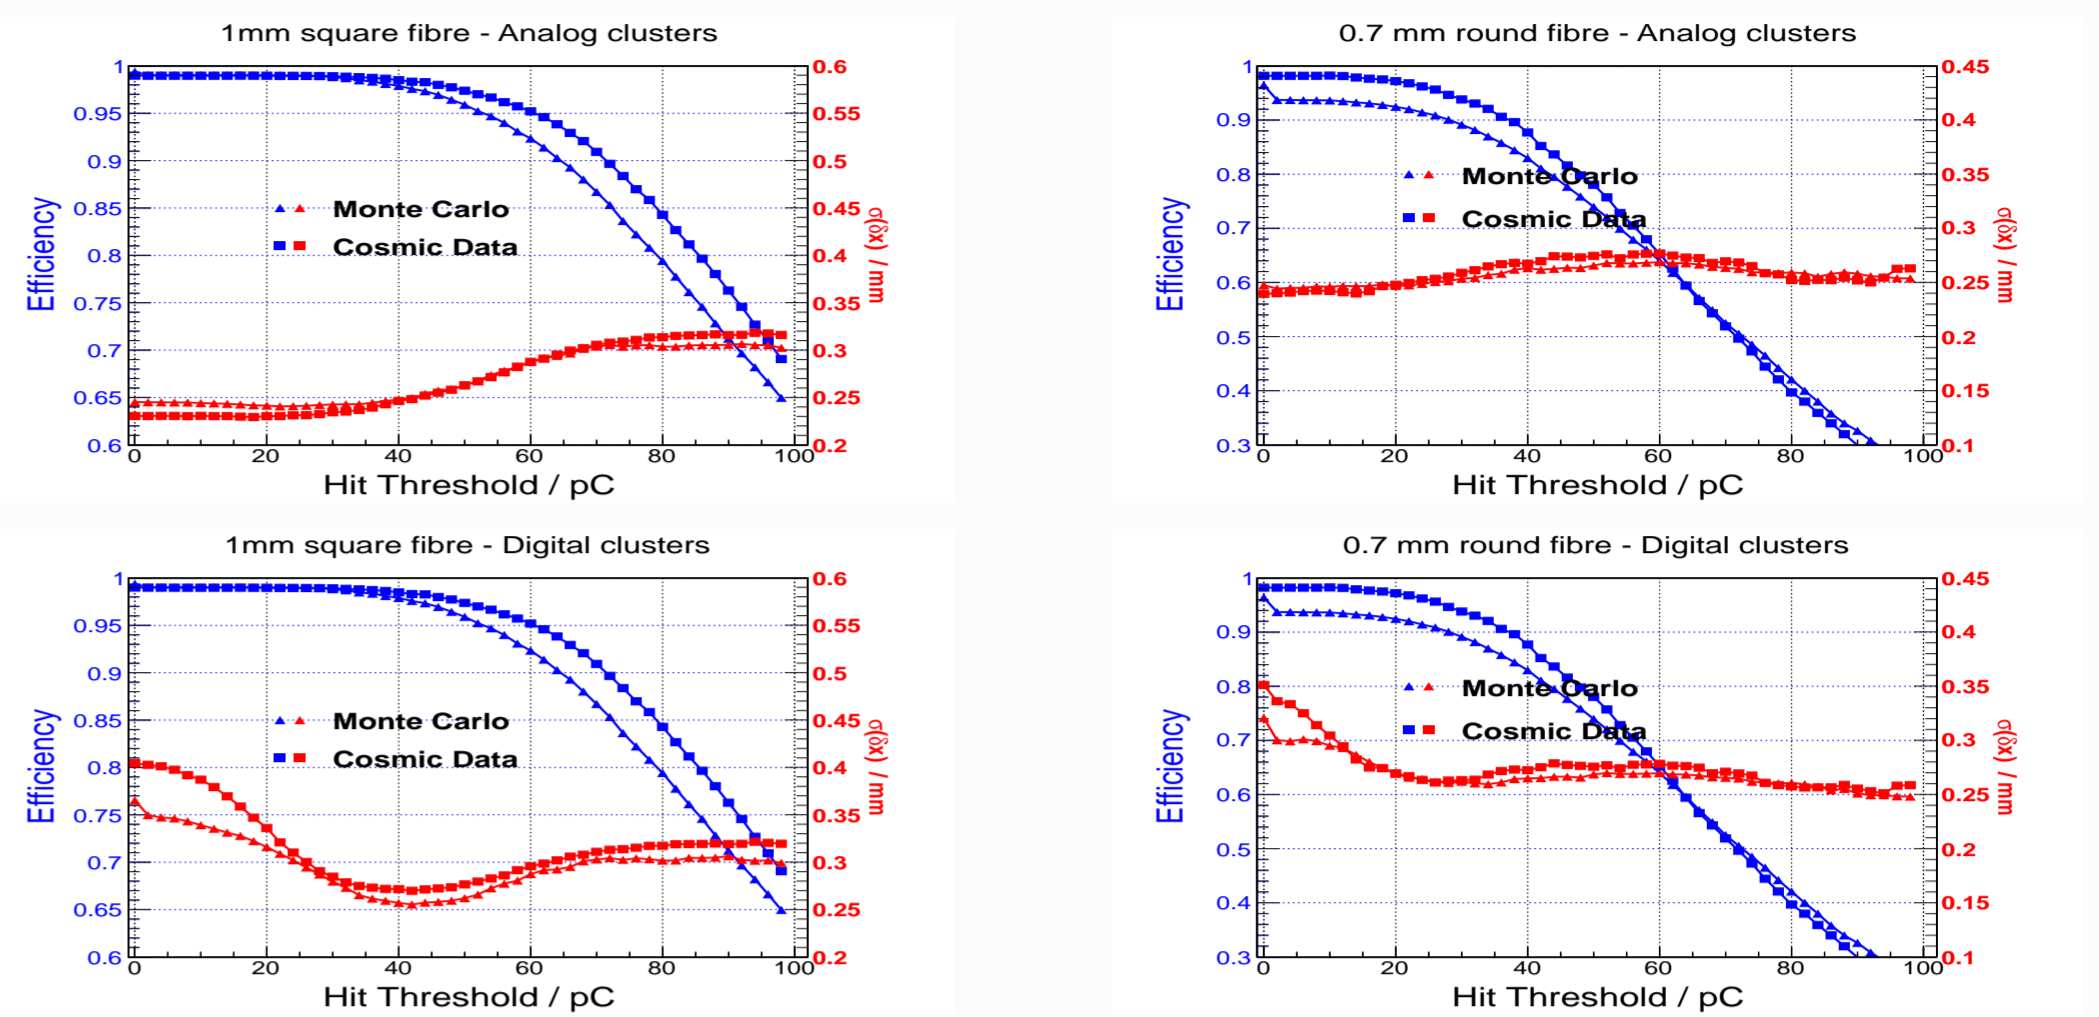 1mm square fibre - Analog clusters
1
0.95
0.9
0.85
0.8
0.75
0.7
0.65
0.6
Efficiency
Monte Carlo
Cosmic Data
0.6
0.55
0.5
0.45
0.4
0.35
0.3
0.25
0.2
σ(δx) / mm
0 20 40 60 80 100
Hit Threshold / pC
0.7 mm round fibre - Analog clusters
1
0.9
0.8
0.7
0.6
0.5
0.4
0.3
Efficiency
Monte Carlo
Cosmic Data
0.45
0.4
0.35
0.3
0.25
0.2
0.15
0.1
σ(δx) / mm
0 20 40 60 80 100
Hit Threshold / pC
1mm square fibre - Digital clusters
1
0.95
0.9
0.85
0.8
0.75
0.7
0.65
0.6
Efficiency
Monte Carlo
Cosmic Data
0.6
0.55
0.5
0.45
0.4
0.35
0.3
0.25
0.2
σ(δx) / mm
0 20 40 60 80 100
Hit Threshold / pC
0.7 mm round fibre - Digital clusters
1
0.9
0.8
0.7
0.6
0.5
0.4
0.3
Efficiency
Monte Carlo
Cosmic Data
0.45
0.4
0.35
0.3
0.25
0.2
0.15
0.1
σ(δx) / mm
0 20 40 60 80 100
Hit Threshold / pC